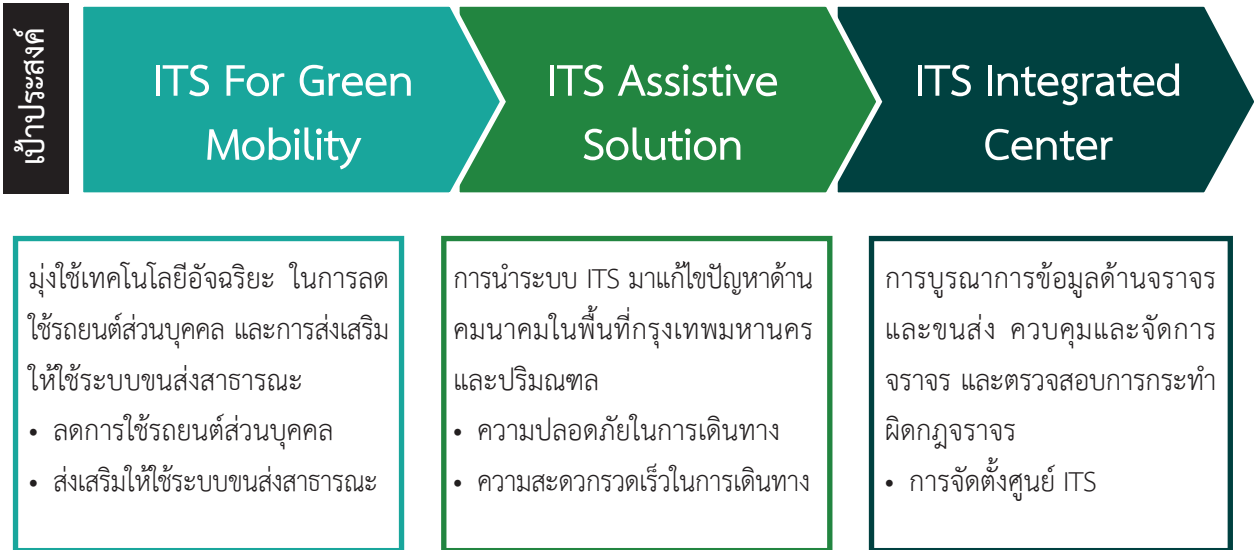 เป้าประสงค์
ITS For Green
Mobility
ITS Assistive
Solution
ITS Integrated
Center
มุ่งใช้เทคโนโลยีอัจฉริยะ ในการลด
ใช้รถยนต์ส่วนบุคคล และการส่งเสริม
ให้ใช้ระบบขนส่งสาธารณะ
• ลดการใช้รถยนต์ส่วนบุคคล
• ส่งเสริมให้ใช้ระบบขนส่งสาธารณะ
การนำระบบ ITS มาแก้ไขปัญหาด้าน
คมนาคมในพื้นที่กรุงเทพมหานคร
และปริมณฑล
• ความปลอดภัยในการเดินทาง
• ความสะดวกรวดเร็วในการเดินทาง
การบูรณาการข้อมูลด้านจราจร
และขนส่ง ควบคุมและจัดการ
จราจร และตรวจสอบการกระทำ
ผิดกฎจราจร
• การจัดตั้งศูนย์ ITS